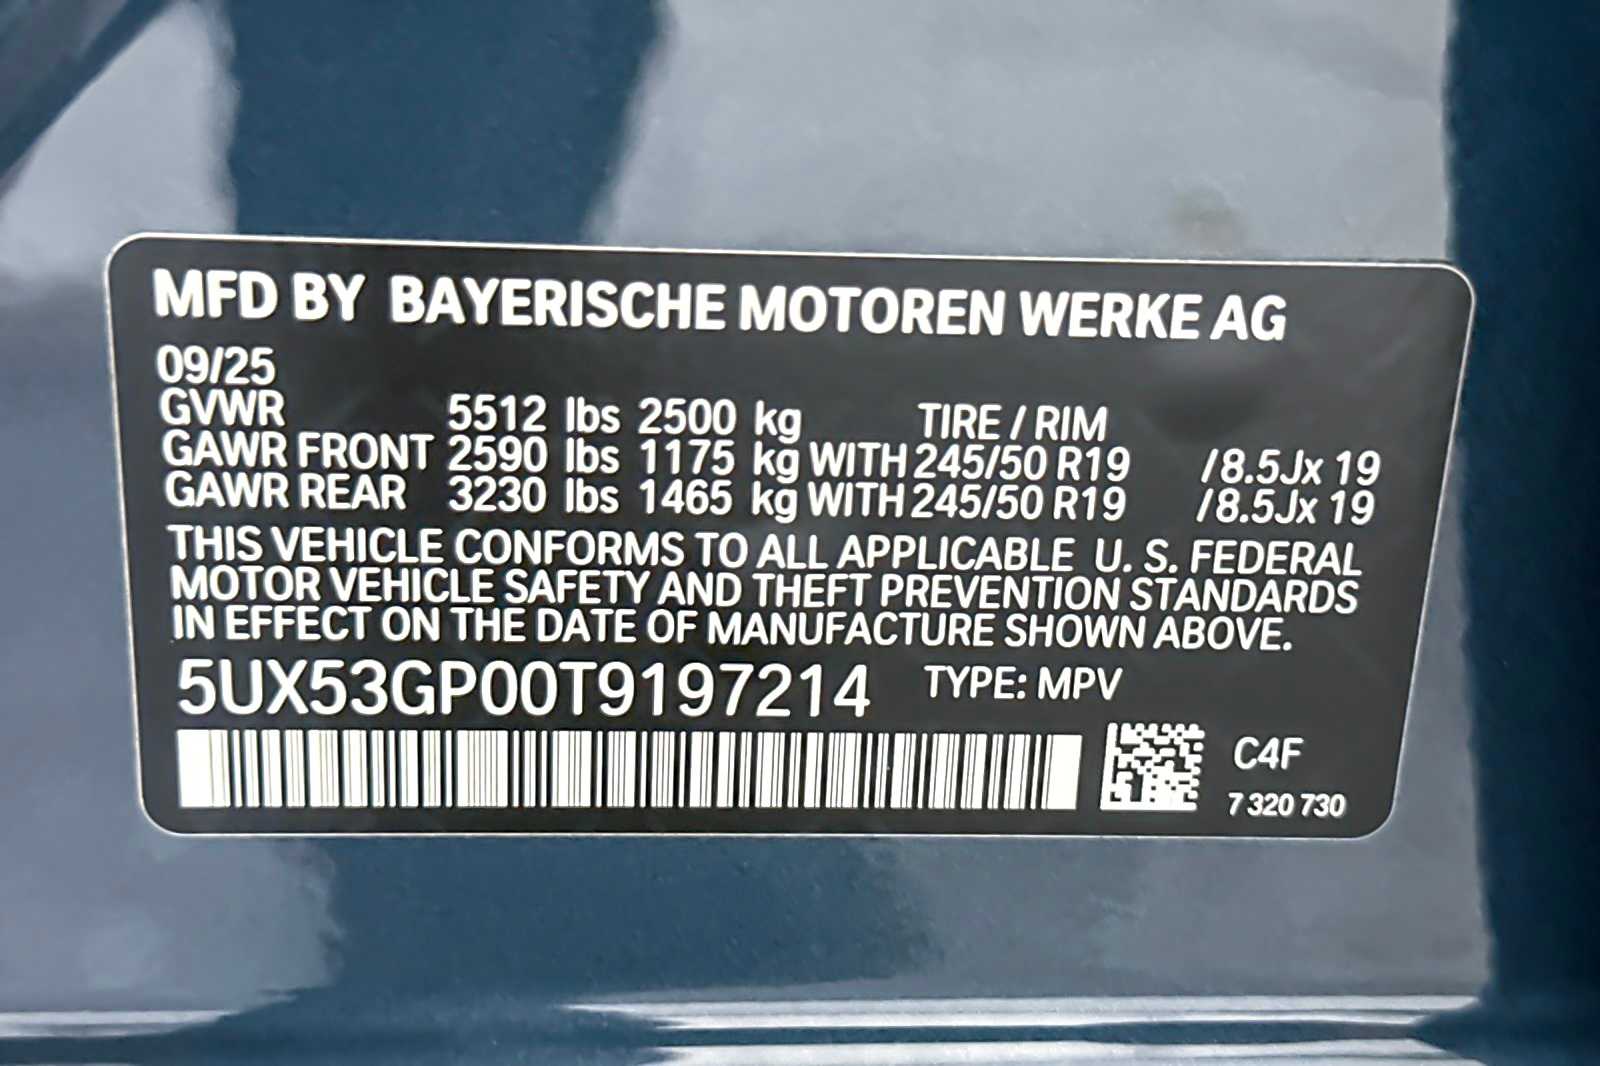 MFD BY BAYERISCHE MOTOREN WERKE AG
09/25
GVWR 5512 lbs 2500 kg TIRE / RIM
GAWR FRONT 2590 lbs 1175 kg WITH 245/50 R19 /8.5Jx 19
GAWR REAR 3230 lbs 1465 kg WITH 245/50 R19 /8.5Jx 19
THIS VEHICLE CONFORMS TO ALL APPLICABLE U. S. FEDERAL
MOTOR VEHICLE SAFETY AND THEFT PREVENTION STANDARDS
IN EFFECT ON THE DATE OF MANUFACTURE SHOWN ABOVE.
5UX53GP00T9197214 TYPE: MPV
C4F
7 320 730